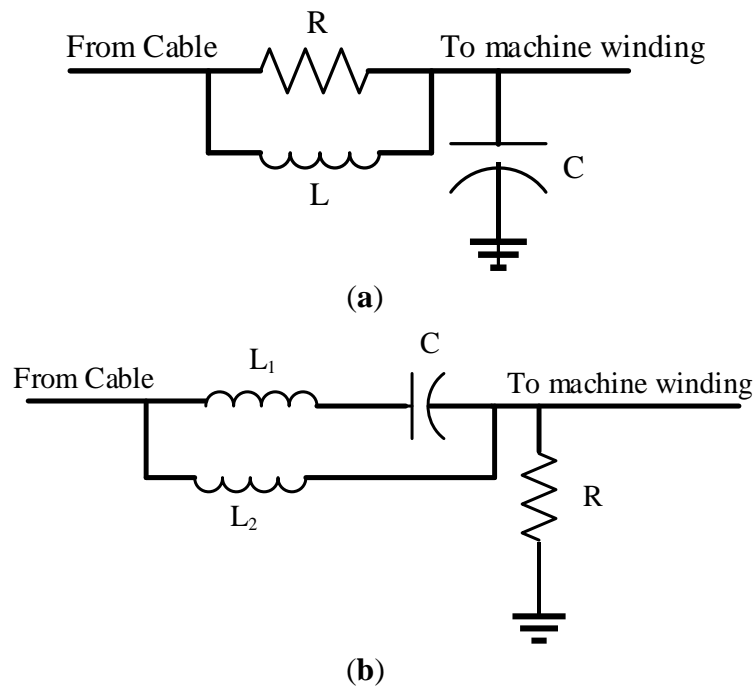 From Cable
R
To machine winding
L
C
(a)
From Cable
L₁
C
To machine winding
L₂
R
(b)